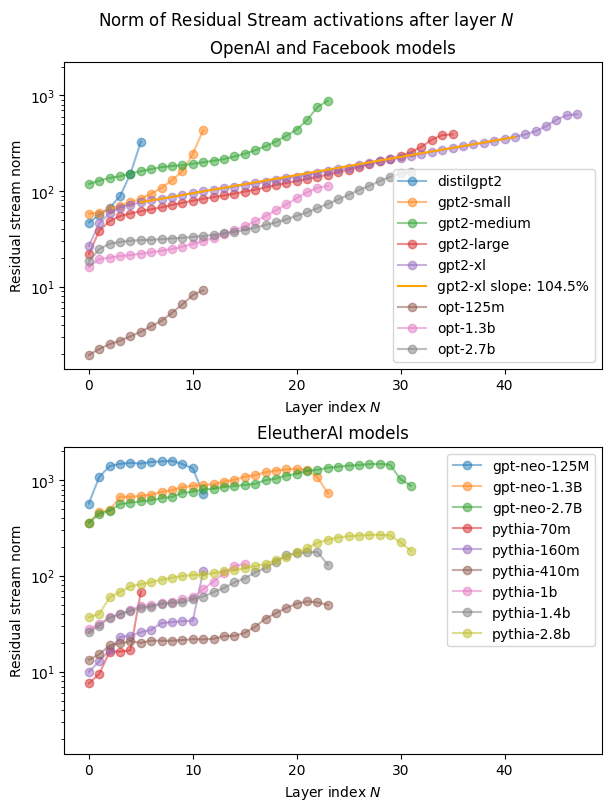 Norm of Residual Stream activations after layer N
OpenAI and Facebook models
10³
10²
10¹
Residual stream norm
distilgpt2
gpt2-small
gpt2-medium
gpt2-large
gpt2-xl
gpt2-xl slope: 104.5%
opt-125m
opt-1.3b
opt-2.7b
0 10 20 30 40
Layer index N
EleutherAI models
10³
10²
10¹
Residual stream norm
gpt-neo-125M
gpt-neo-1.3B
gpt-neo-2.7B
pythia-70m
pythia-160m
pythia-410m
pythia-1b
pythia-1.4b
pythia-2.8b
0 10 20 30 40
Layer index N